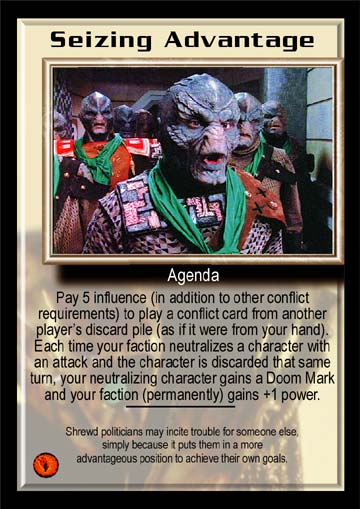 Seizing Advantage
Agenda
Pay 5 influence (in addition to other conflict
requirements) to play a conflict card from another
player's discard pile (as if it were from your hand).
Each time your faction neutralizes a character with
an attack and the character is discarded that same
turn, your neutralizing character gains a Doom Mark
and your faction (permanently) gains +1 power.
Shrewd politicians may incite trouble for someone else,
simply because it puts them in a more
advantageous position to achieve their own goals.